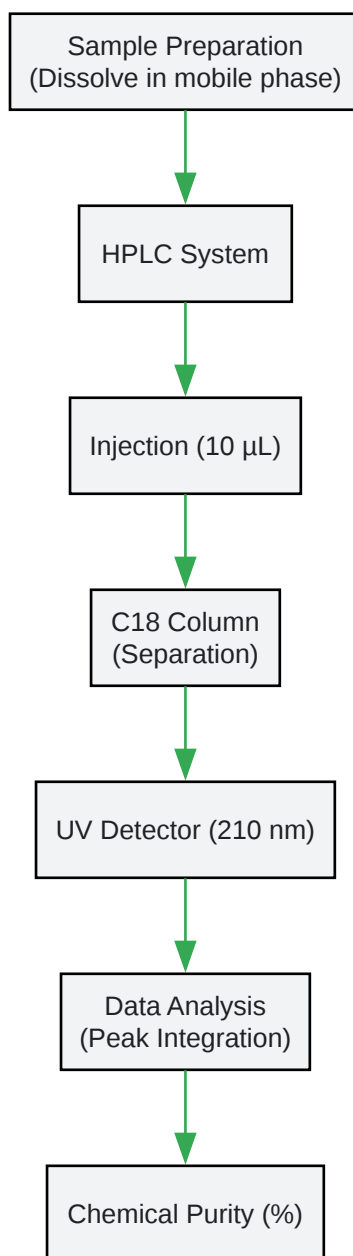 Sample Preparation
(Dissolve in mobile phase)
HPLC System
Injection (10 µL)
C18 Column
(Separation)
UV Detector (210 nm)
Data Analysis
(Peak Integration)
Chemical Purity (%)